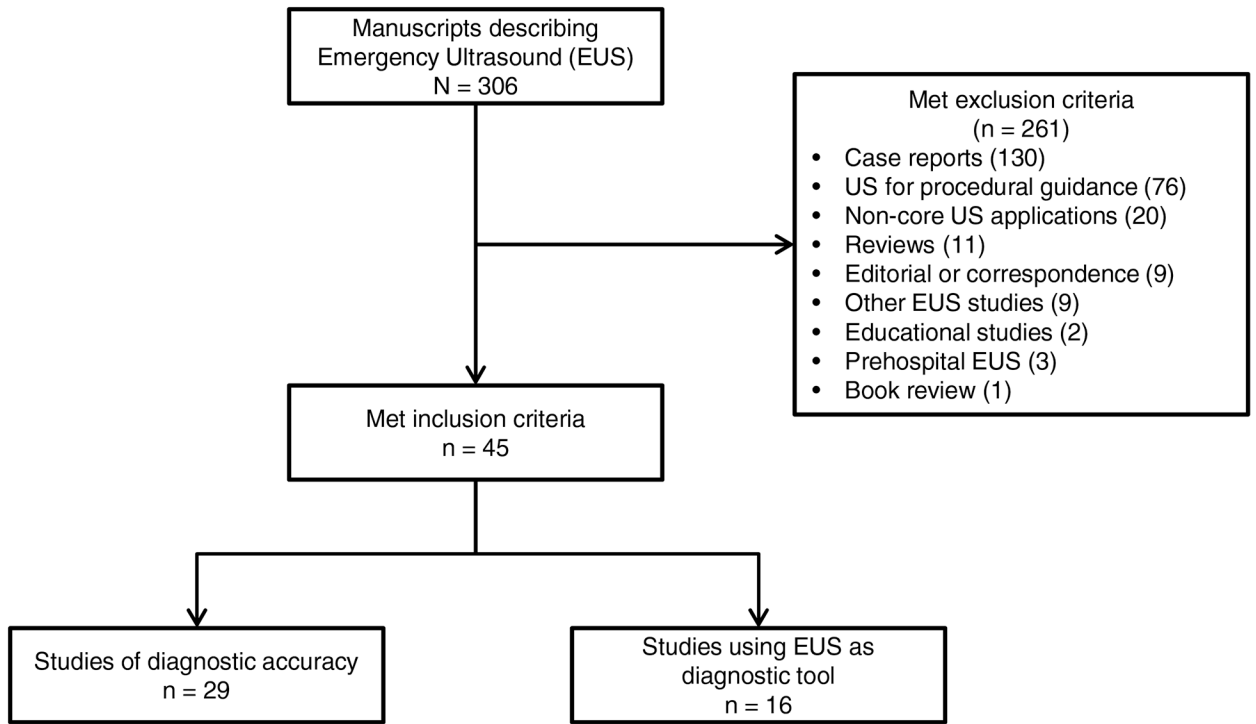 Manuscripts describing
Emergency Ultrasound (EUS)
N = 306
Met exclusion criteria
(n = 261)
• Case reports (130)
• US for procedural guidance (76)
• Non-core US applications (20)
• Reviews (11)
• Editorial or correspondence (9)
• Other EUS studies (9)
• Educational studies (2)
• Prehospital EUS (3)
• Book review (1)
Met inclusion criteria
n = 45
Studies of diagnostic accuracy
n = 29
Studies using EUS as
diagnostic tool
n = 16